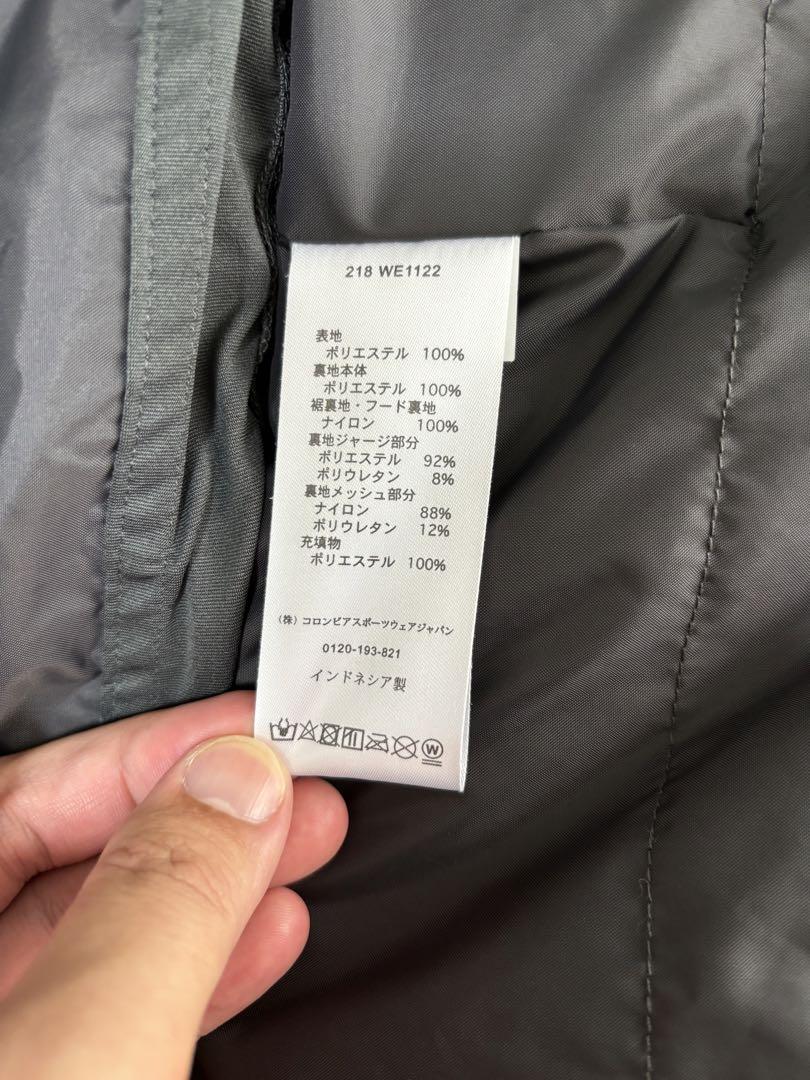 218 WE1122
表地
ポリエステル 100%
裏地本体
ポリエステル 100%
裾裏地・フード裏地
ナイロン 100%
裏地ジャージ部分
ポリエステル 92%
ポリウレタン 8%
裏地メッシュ部分
ナイロン 88%
ポリウレタン 12%
充填物
ポリエステル 100%
(株) コロンビアスポーツウェアジャパン
0120-193-821
インドネシア製
W